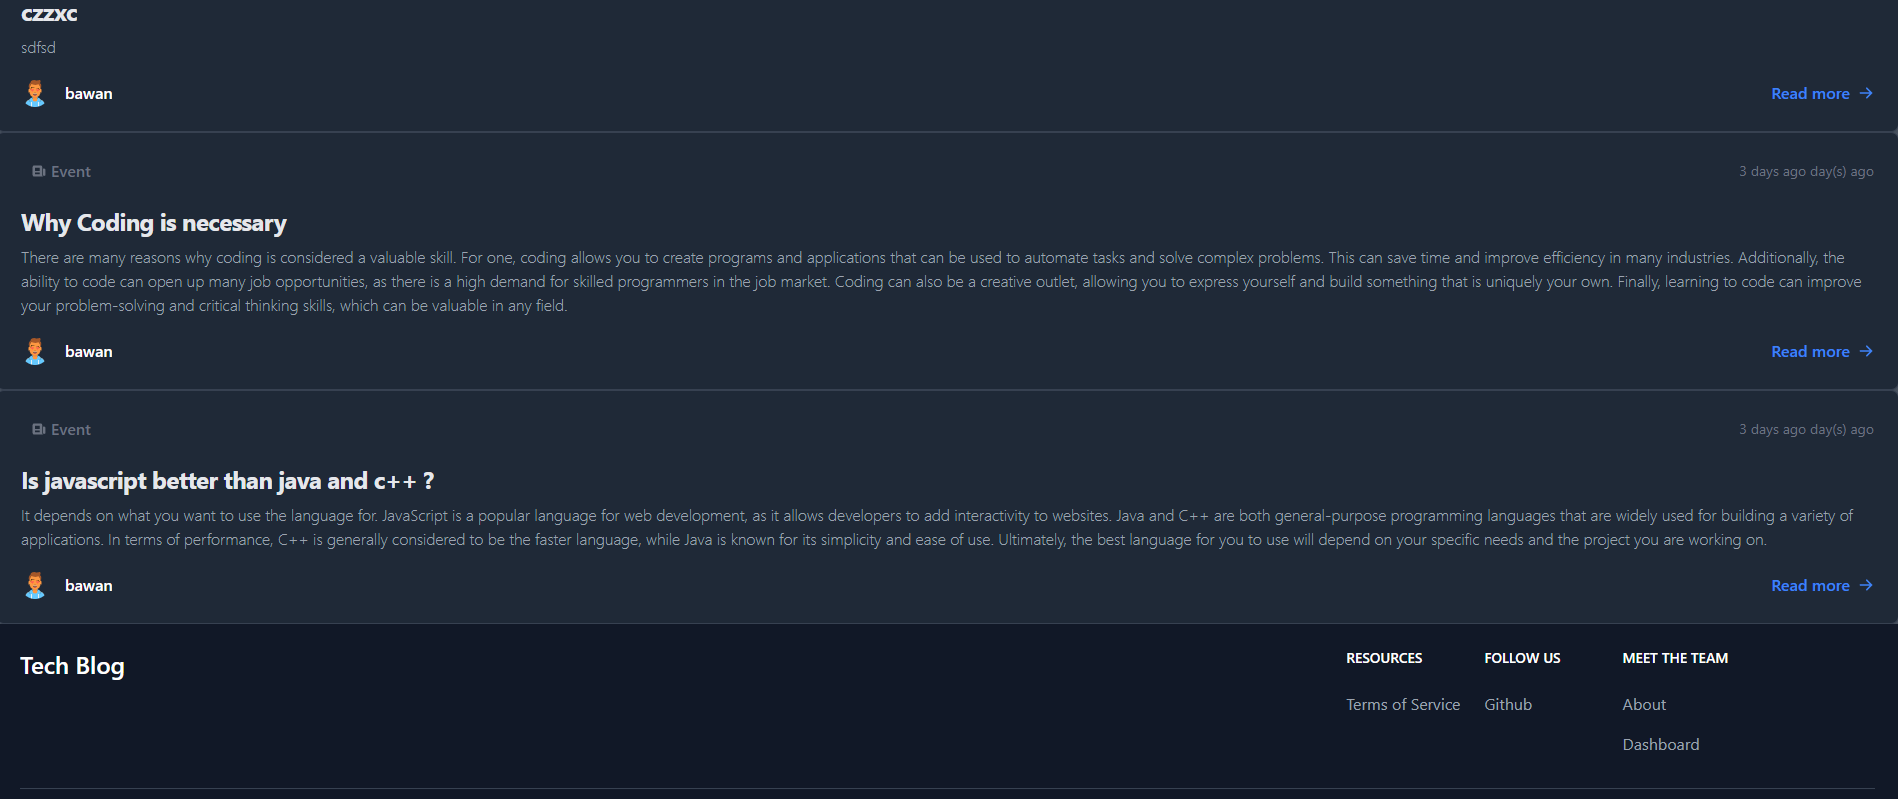 czzxc
sdfsd
bawan
Read more →
Event
3 days ago day(s) ago
Why Coding is necessary
There are many reasons why coding is considered a valuable skill. For one, coding allows you to create programs and applications that can be used to automate tasks and solve complex problems. This can save time and improve efficiency in many industries. Additionally, the
ability to code can open up many job opportunities, as there is a high demand for skilled programmers in the job market. Coding can also be a creative outlet, allowing you to express yourself and build something that is uniquely your own. Finally, learning to code can improve
your problem-solving and critical thinking skills, which can be valuable in any field.
bawan
Read more →
Event
3 days ago day(s) ago
Is javascript better than java and c++ ?
It depends on what you want to use the language for. JavaScript is a popular language for web development, as it allows developers to add interactivity to websites. Java and C++ are both general-purpose programming languages that are widely used for building a variety of
applications. In terms of performance, C++ is generally considered to be the faster language, while Java is known for its simplicity and ease of use. Ultimately, the best language for you to use will depend on your specific needs and the project you are working on.
bawan
Read more →
Tech Blog
RESOURCES
Terms of Service
FOLLOW US
Github
MEET THE TEAM
About
Dashboard